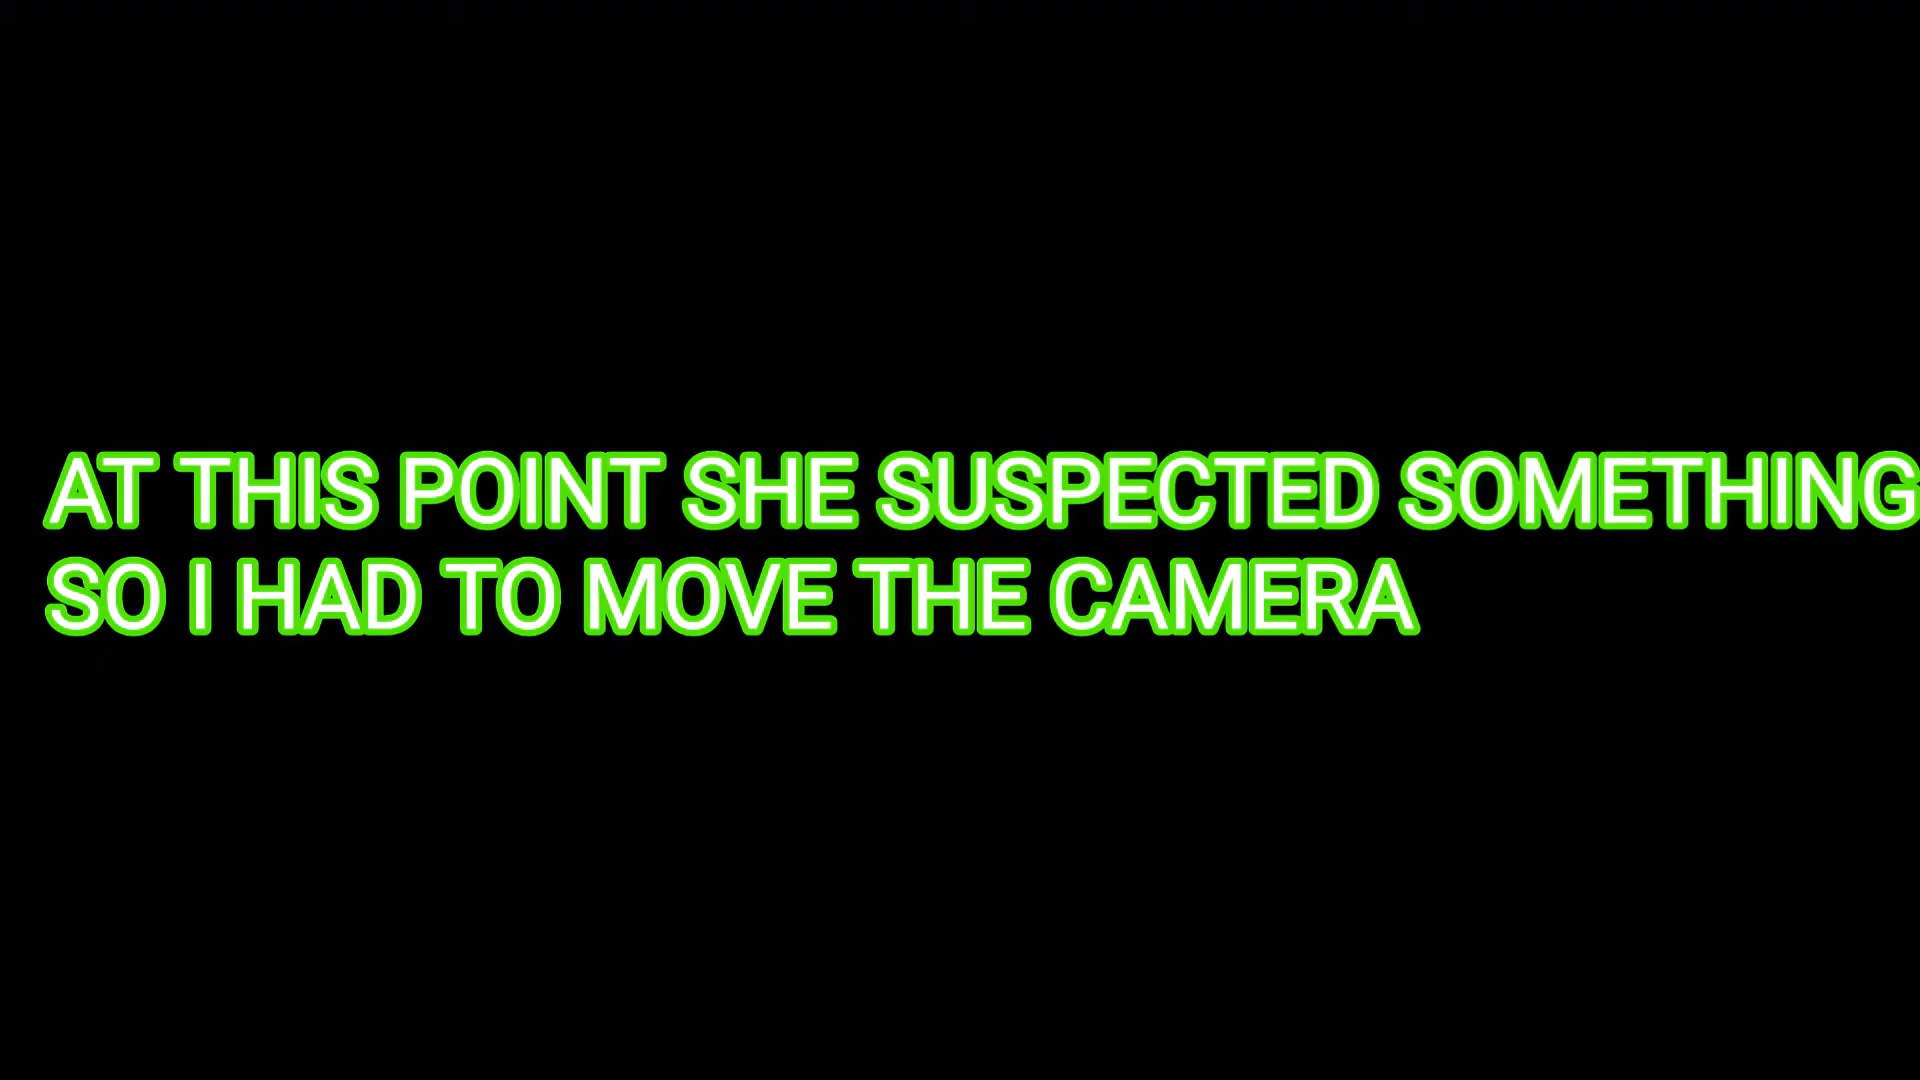 AT THIS POINT SHE SUSPECTED SOMETHING
SO I HAD TO MOVE THE CAMERA